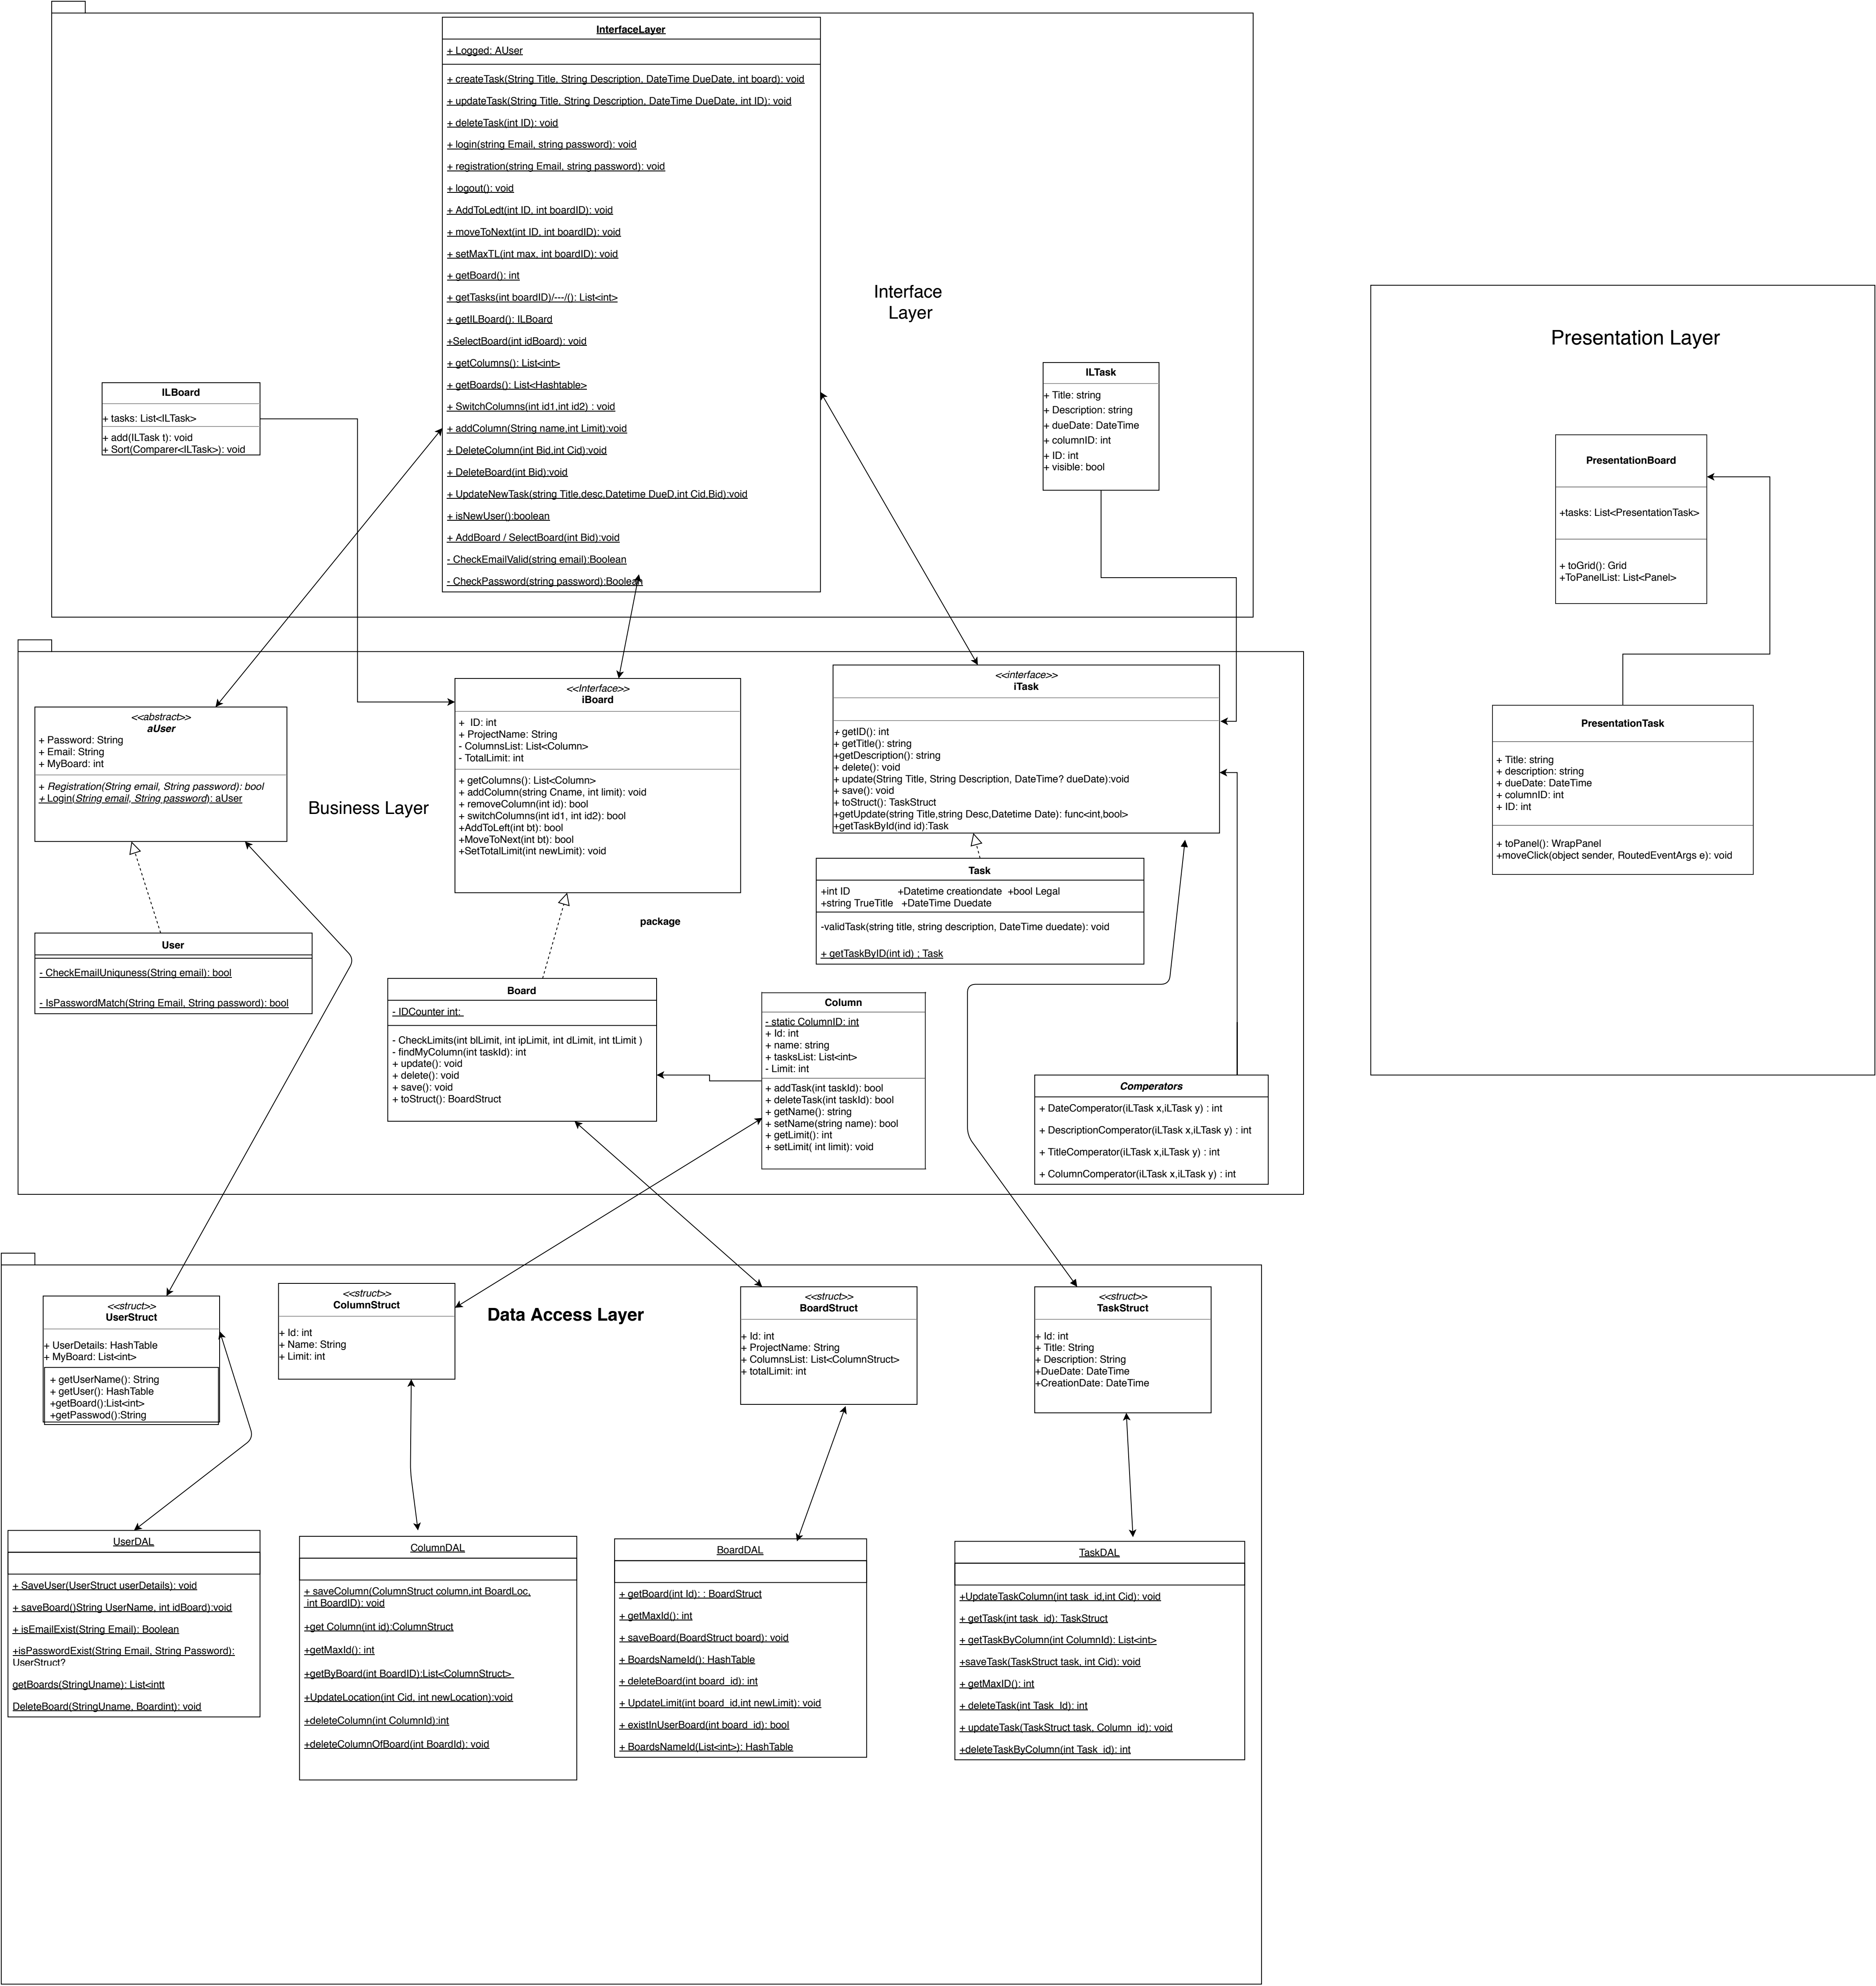 InterfaceLayer
+ Logged: AUser
+ createTask(String Title, String Description, DateTime DueDate, int board): void
+ updateTask(String Title, String Description, DateTime DueDate, int ID): void
+ deleteTask(int ID): void
+ login(string Email, string password): void
+ registration(string Email, string password): void
+ logout(): void
+ AddToLedt(int ID, int boardID): void
+ moveToNext(int ID, int boardID): void
+ setMaxTL(int max, int boardID): void
+ getBoard(): int
+ getTasks(int boardID)/---/(): List<int>
+ getILBoard(): ILBoard
+SelectBoard(int idBoard): void
+ getColumns(): List<int>
+ getBoards(): List<Hashtable>
+ SwitchColumns(int id1,int id2) : void
+ addColumn(String name,int Limit):void
+ DeleteColumn(int Bid,int Cid):void
+ DeleteBoard(int Bid):void
+ UpdateNewTask(string Title,desc,Datetime DueD,int Cid,Bid):void
+ isNewUser():boolean
+ AddBoard / SelectBoard(int Bid):void
- CheckEmailValid(string email):Boolean
- CheckPassword(string password):Boolean
Interface
Layer
ILBoard
+ tasks: List<ILTask>
+ add(ILTask t): void
+ Sort(Comparer<ILTask>): void
ILTask
+ Title: string
+ Description: string
+ dueDate: DateTime
+ columnID: int
+ ID: int
+ visible: bool
Presentation Layer
PresentationBoard
+tasks: List<PresentationTask>
+ toGrid(): Grid
+ToPanelList: List<Panel>
PresentationTask
+ Title: string
+ description: string
+ dueDate: DateTime
+ columnID: int
+ ID: int
+ toPanel(): WrapPanel
+moveClick(object sender, RoutedEventArgs e): void
<<abstract>>
aUser
+ Password: String
+ Email: String
+ MyBoard: int
+ Registration(String email, String password): bool
+ Login(String email, String password): aUser
Business Layer
<<Interface>>
iBoard
+ ID: int
+ ProjectName: String
- ColumnsList: List<Column>
- TotalLimit: int
+ getColumns(): List<Column>
+ addColumn(string Cname, int limit): void
+ removeColumn(int id): bool
+ switchColumns(int id1, int id2): bool
+AddToLeft(int bt): bool
+MoveToNext(int bt): bool
+SetTotalLimit(int newLimit): void
<<interface>>
iTask
+ getID(): int
+ getTitle(): string
+getDescription(): string
+ delete(): void
+ update(String Title, String Description, DateTime? dueDate):void
+ save(): void
+ toStruct(): TaskStruct
+getUpdate(string Title,string Desc,Datetime Date): func<int,bool>
+getTaskById(ind id):Task
Task
+int ID +Datetime creationdate +bool Legal
+string TrueTitle +DateTime Duedate
-validTask(string title, string description, DateTime duedate): void
+ getTaskByID(int id) ; Task
package
User
- CheckEmailUniquness(String email): bool
- IsPasswordMatch(String Email, String password): bool
Board
- IDCounter int:
- CheckLimits(int blLimit, int ipLimit, int dLimit, int tLimit )
- findMyColumn(int taskId): int
+ update(): void
+ delete(): void
+ save(): void
+ toStruct(): BoardStruct
Column
- static ColumnID: int
+ Id: int
+ name: string
+ tasksList: List<int>
- Limit: int
+ addTask(int taskId): bool
+ deleteTask(int taskId): bool
+ getName(): string
+ setName(string name): bool
+ getLimit(): int
+ setLimit( int limit): void
Comperators
+ DateComperator(iLTask x,iLTask y) : int
+ DescriptionComperator(iLTask x,iLTask y) : int
+ TitleComperator(iLTask x,iLTask y) : int
+ ColumnComperator(iLTask x,iLTask y) : int
Data Access Layer
<<struct>>
UserStruct
+ UserDetails: HashTable
+ MyBoard: List<int>
+ getUserName(): String
+ getUser(): HashTable
+getBoard():List<int>
+getPasswod():String
<<struct>>
ColumnStruct
+ Id: int
+ Name: String
+ Limit: int
<<struct>>
BoardStruct
+ Id: int
+ ProjectName: String
+ ColumnsList: List<ColumnStruct>
+ totalLimit: int
<<struct>>
TaskStruct
+ Id: int
+ Title: String
+ Description: String
+DueDate: DateTime
+CreationDate: DateTime
UserDAL
+ SaveUser(UserStruct userDetails): void
+ saveBoard()String UserName, int idBoard):void
+ isEmailExist(String Email): Boolean
+isPasswordExist(String Email, String Password):
UserStruct?
getBoards(StringUname): List<intt
DeleteBoard(StringUname, Boardint): void
ColumnDAL
+ saveColumn(ColumnStruct column,int BoardLoc,
int BoardID): void
+get Column(int id):ColumnStruct
+getMaxId(): int
+getByBoard(int BoardID):List<ColumnStruct>
+UpdateLocation(int Cid, int newLocation):void
+deleteColumn(int ColumnId):int
+deleteColumnOfBoard(int BoardId): void
BoardDAL
+ getBoard(int Id): : BoardStruct
+ getMaxId(): int
+ saveBoard(BoardStruct board): void
+ BoardsNameId(): HashTable
+ deleteBoard(int board_id): int
+ UpdateLimit(int board_id,int newLimit): void
+ existInUserBoard(int board_id): bool
+ BoardsNameId(List<int>): HashTable
TaskDAL
+UpdateTaskColumn(int task_id,int Cid): void
+ getTask(int task_id): TaskStruct
+ getTaskByColumn(int ColumnId): List<int>
+saveTask(TaskStruct task, int Cid): void
+ getMaxID(): int
+ deleteTask(int Task_Id): int
+ updateTask(TaskStruct task, Column_id): void
+deleteTaskByColumn(int Task_id): int